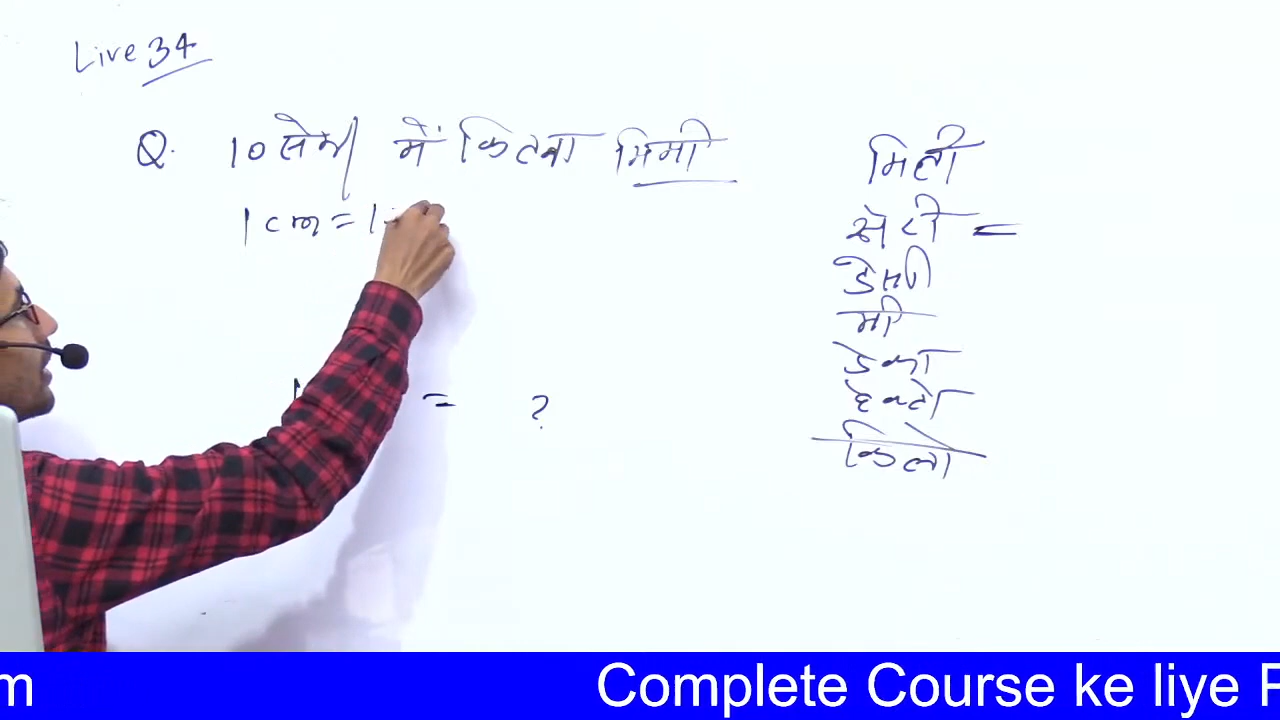 Live 34
Q. 10 सेमी में कितना मिमी
1 cm = 1
= ?
मिली
सेंटी =
डेसी
मी
डेका
हेक्टो
किलो
m Complete Course ke liye